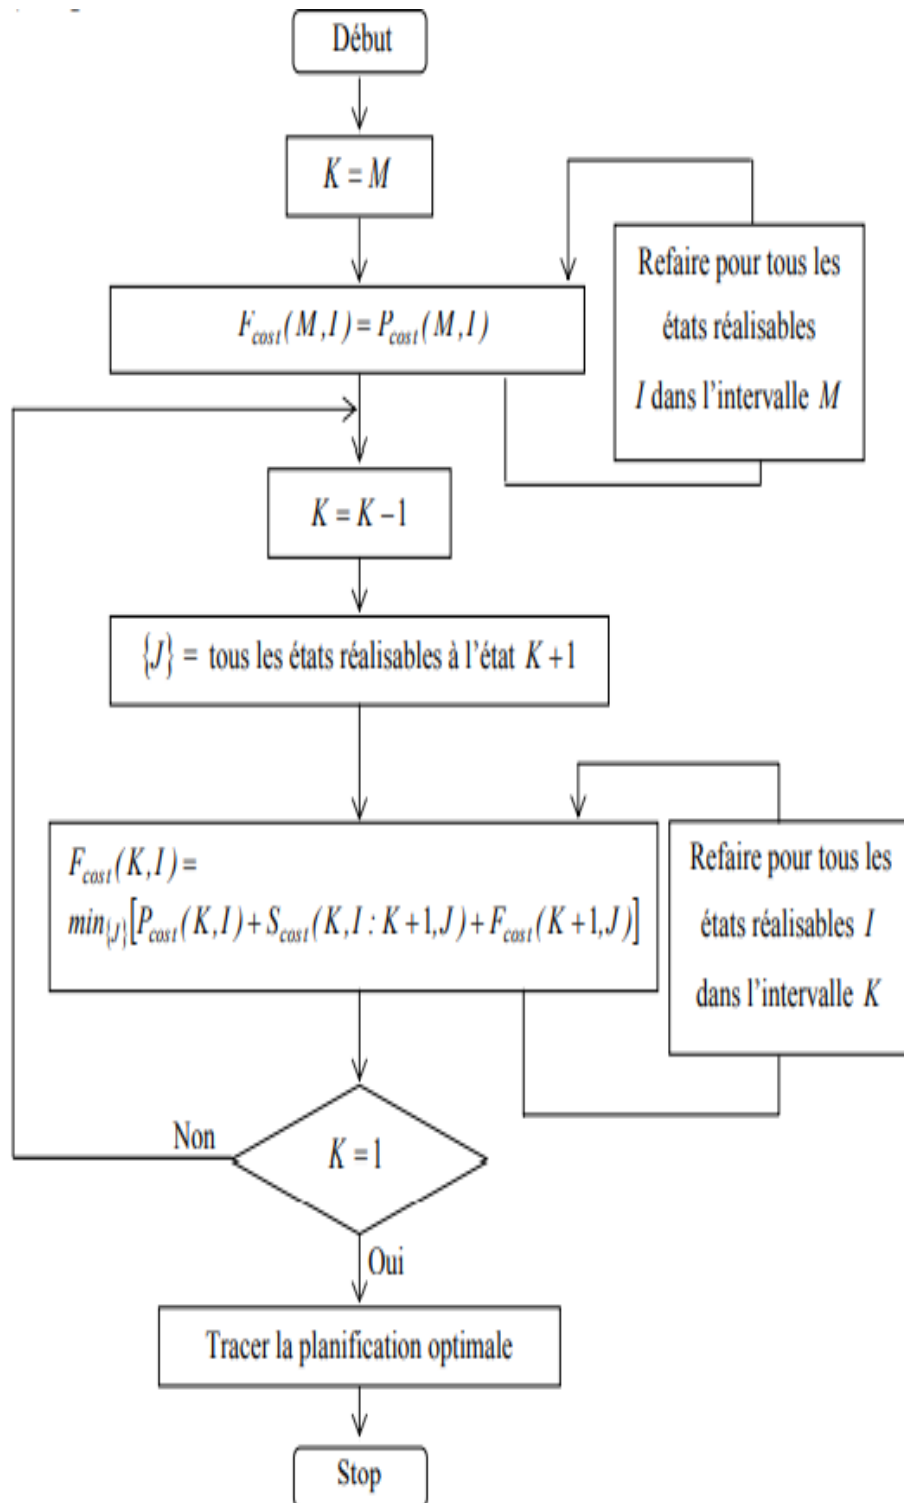 Début
K = M
F_cost(M,I) = P_cost(M,I)
Refaire pour tous les
états réalisables
I dans l'intervalle M
K = K – 1
{J} = tous les états réalisables à l'état K + 1
F_cost(K,I) =
min_{J}[P_cost(K,I) + S_cost(K,I : K+1,J) + F_cost(K+1,J)]
Refaire pour tous les
états réalisables I
dans l'intervalle K
K = 1
Non
Oui
Tracer la planification optimale
Stop